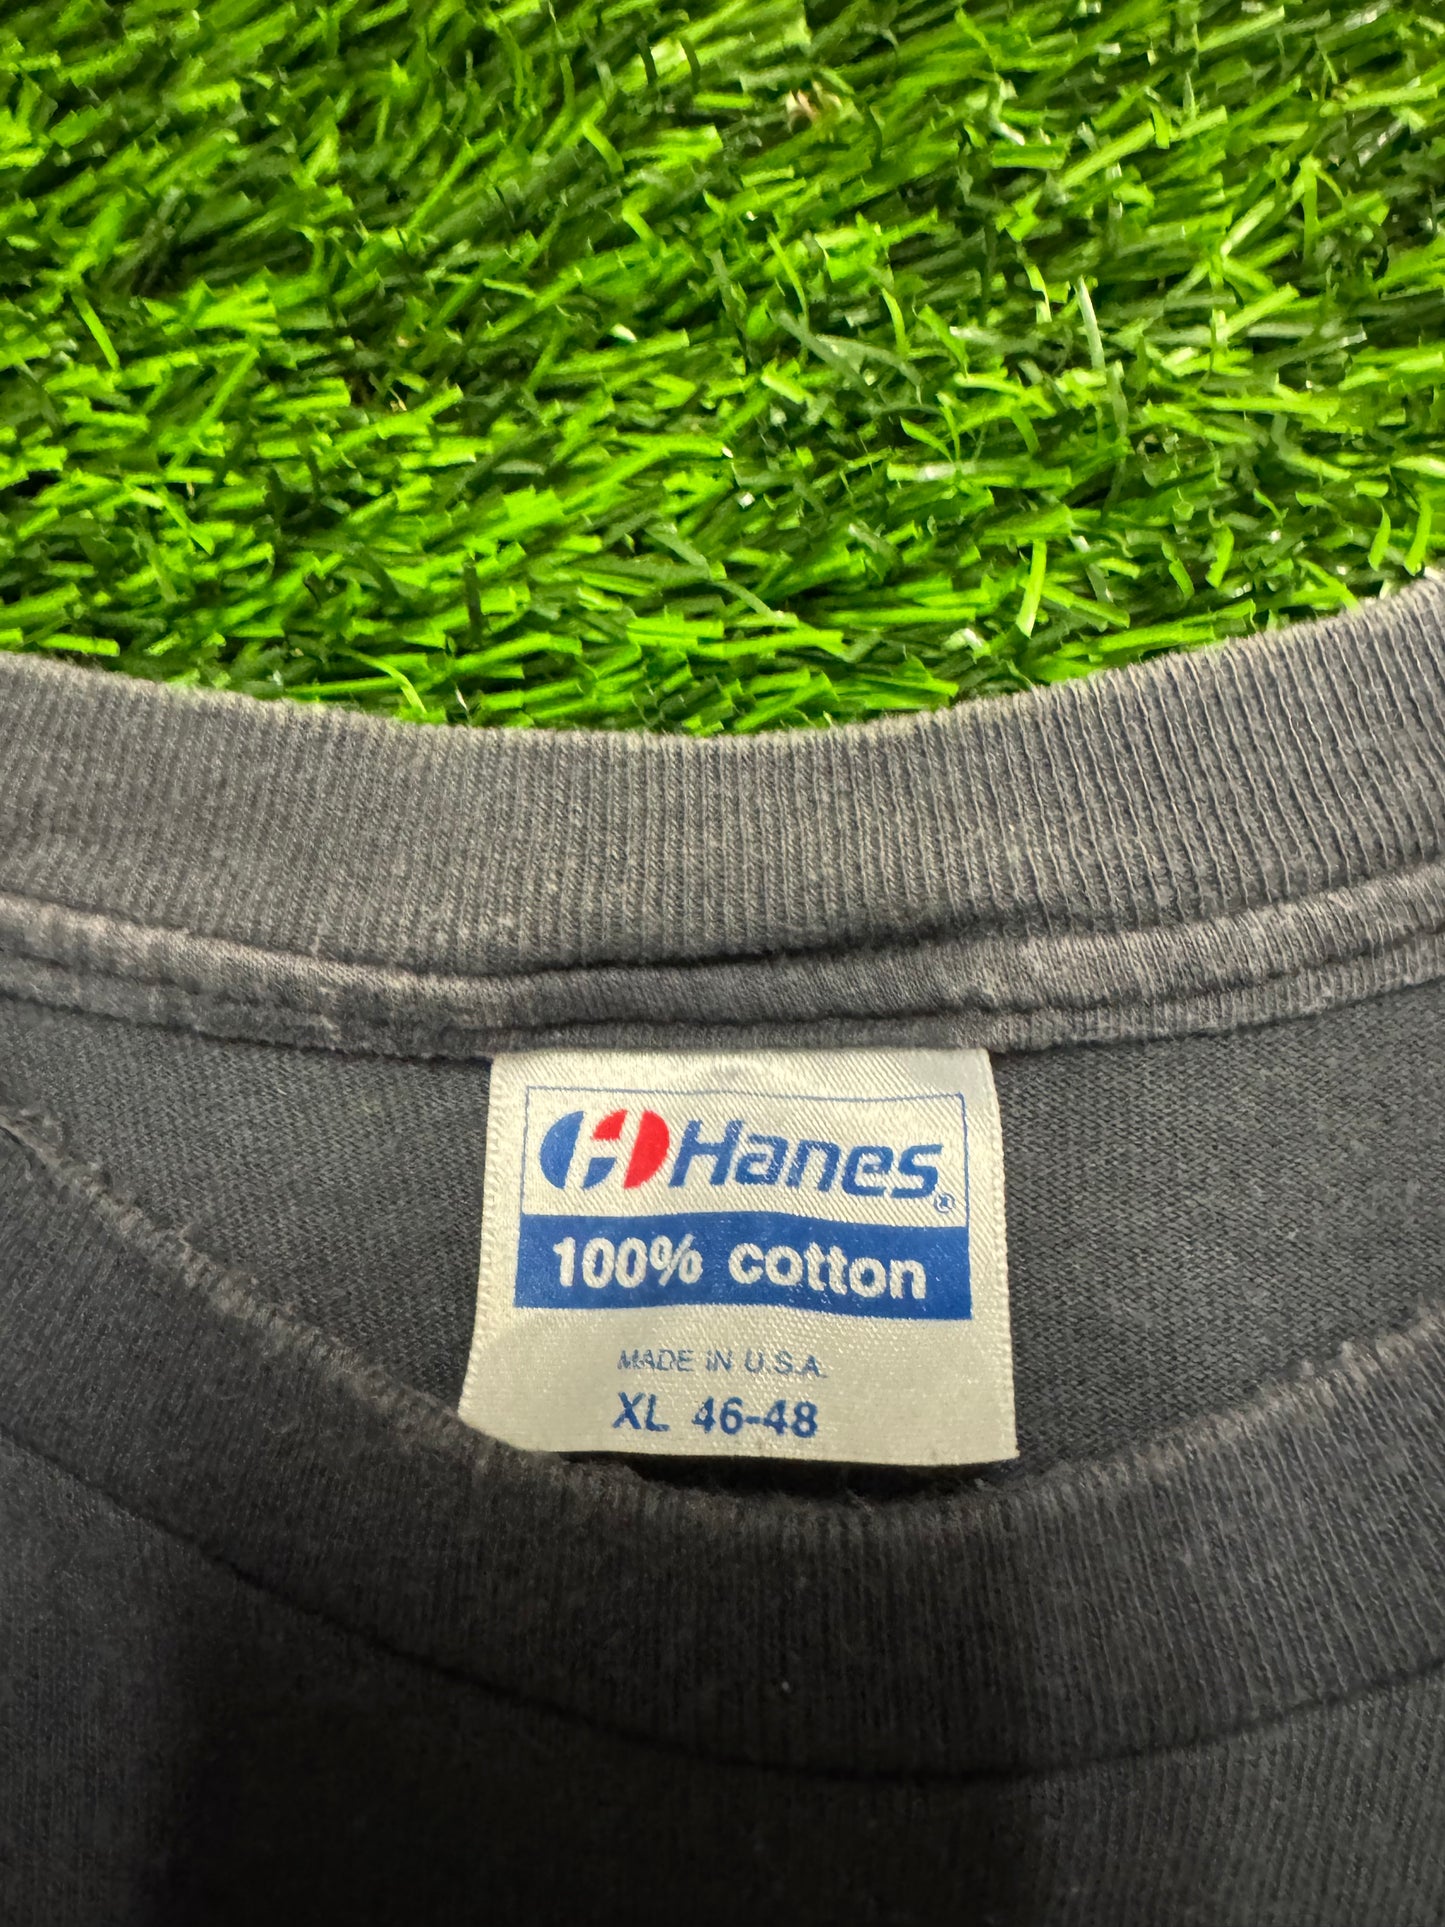 Hanes®
100% cotton
MADE IN U.S.A.
XL 46-48